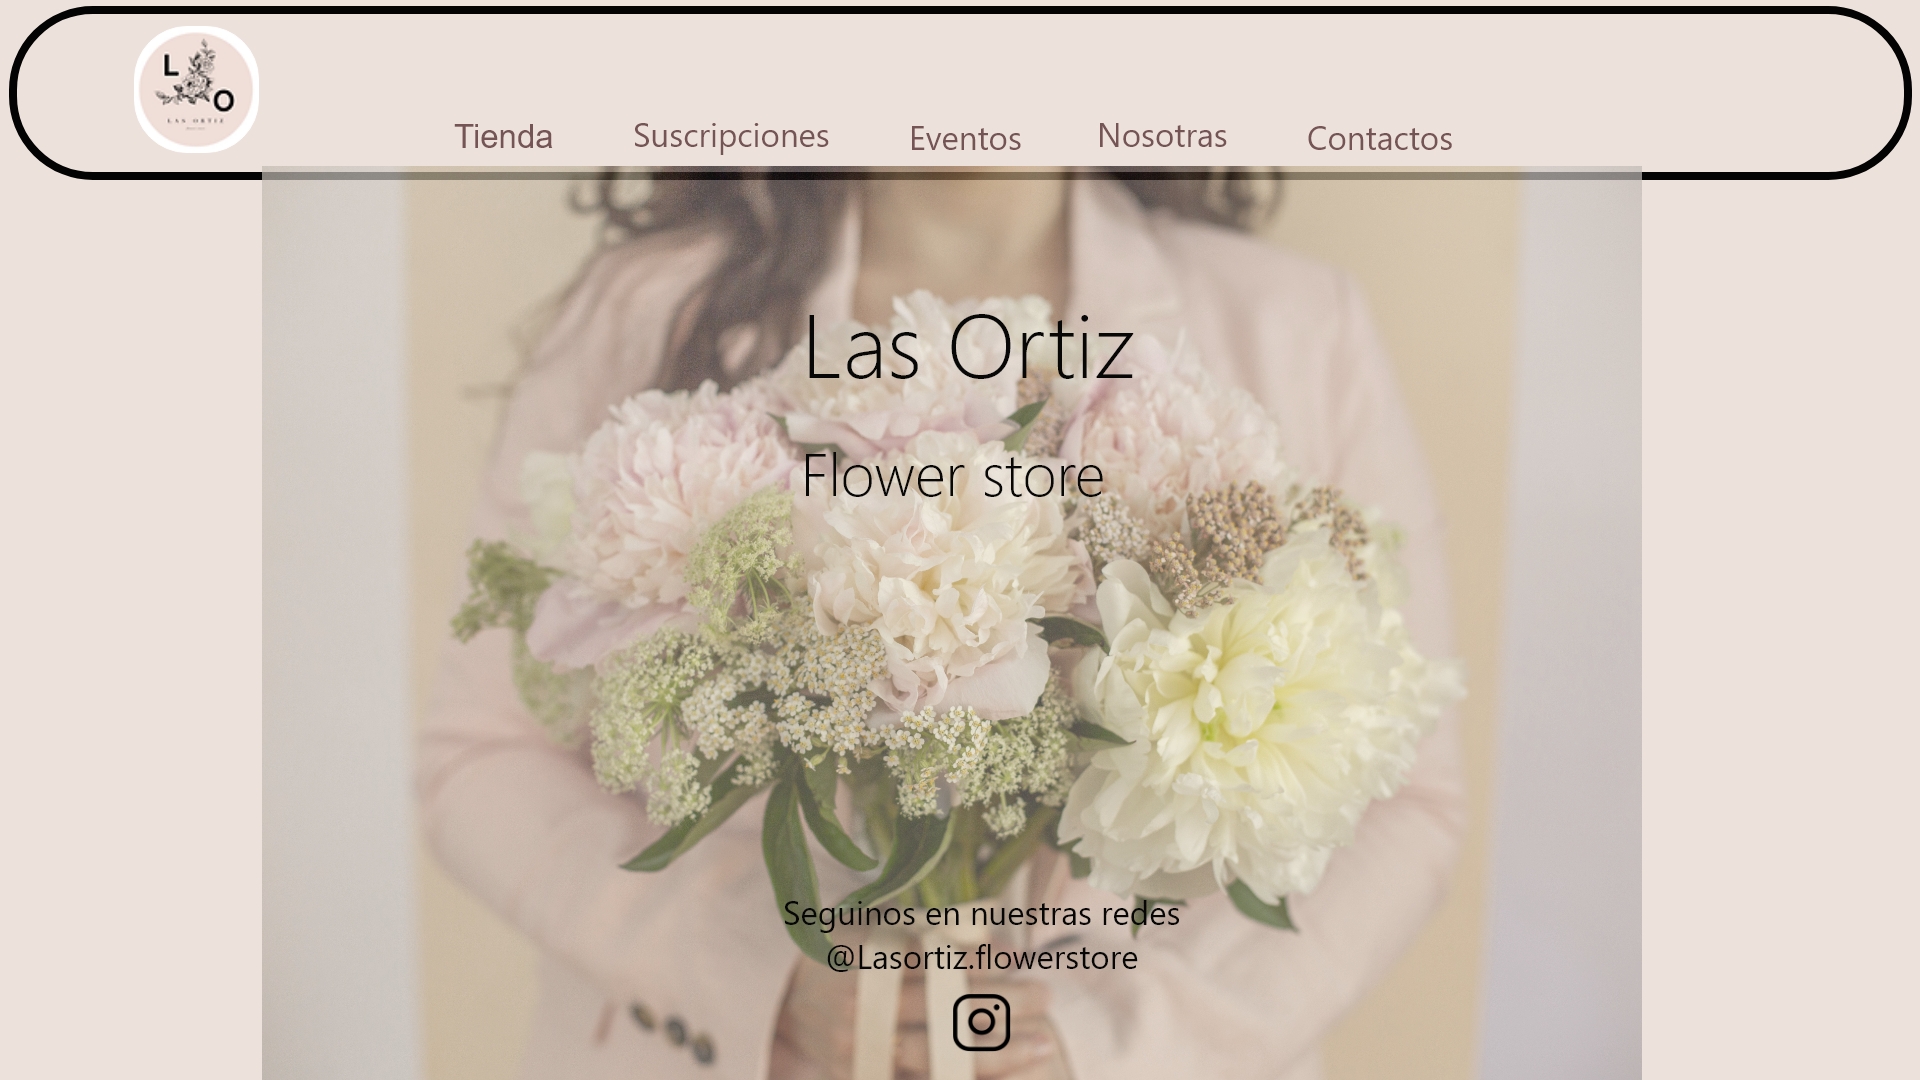 L
O
LAS ORTIZ
Tienda Suscripciones Eventos Nosotras Contactos
Las Ortiz
Flower store
Seguinos en nuestras redes
@Lasortiz.flowerstore